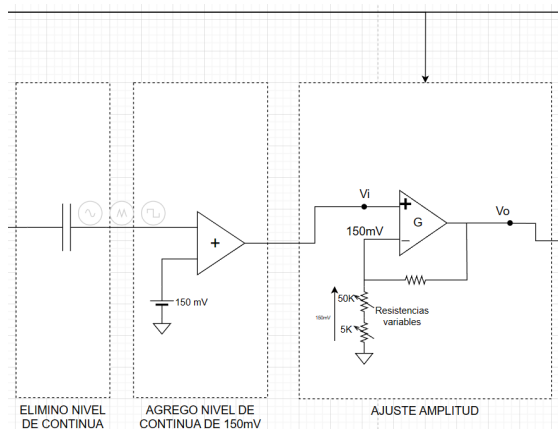 Vi
G
Vo
150mV
150 mV
50K
150mV
Resistencias
variables
5K
ELIMINO NIVEL
DE CONTINUA
AGREGO NIVEL DE
CONTINUA DE 150mV
AJUSTE AMPLITUD